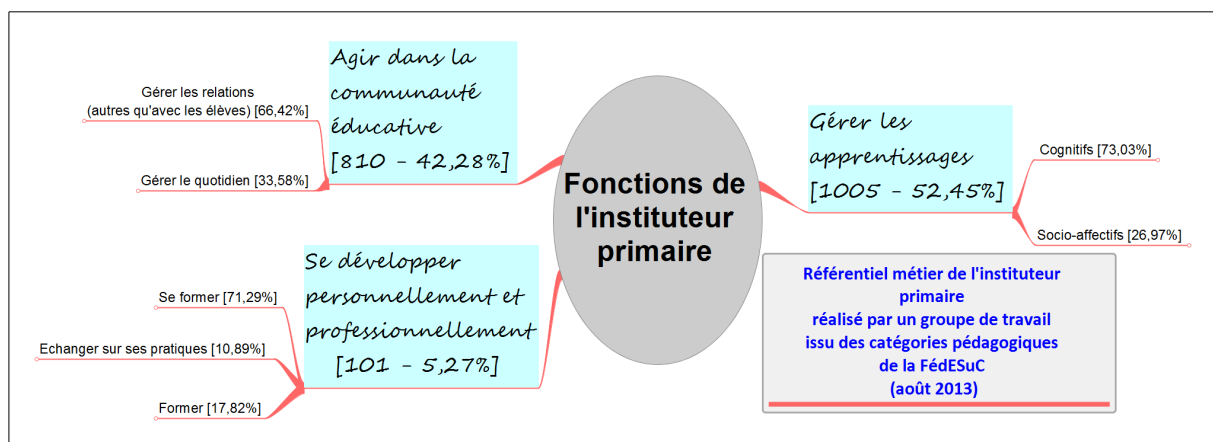 Fonctions de
l'instituteur
primaire
Agir dans la
communauté
éducative
[810 - 42,28%]
Gérer les relations
(autres qu'avec les élèves) [66,42%]
Gérer le quotidien [33,58%]
Se développer
personnellement et
professionnellement
[101 - 5,27%]
Se former [71,29%]
Echanger sur ses pratiques [10,89%]
Former [17,82%]
Gérer les
apprentissages
[1005 - 52,45%]
Cognitifs [73,03%]
Socio-affectifs [26,97%]
Référentiel métier de l'instituteur
primaire
réalisé par un groupe de travail
issu des catégories pédagogiques
de la FédESuC
(août 2013)